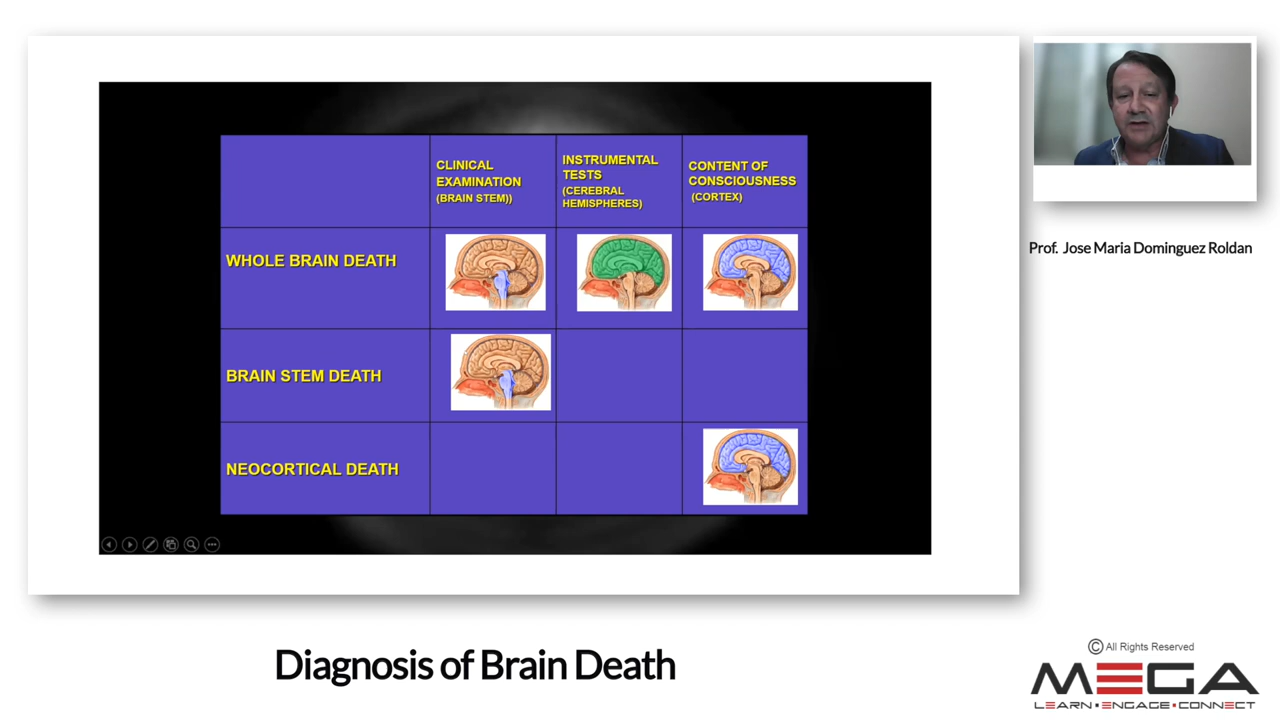 CLINICAL
EXAMINATION
(BRAIN STEM))
INSTRUMENTAL
TESTS
(CEREBRAL
HEMISPHERES)
CONTENT OF
CONSCIOUSNESS
(CORTEX)
WHOLE BRAIN DEATH
BRAIN STEM DEATH
NEOCORTICAL DEATH
Prof. Jose Maria Dominguez Roldan
Diagnosis of Brain Death
© All Rights Reserved
MEGA
LEARN•ENGAGE•CONNECT